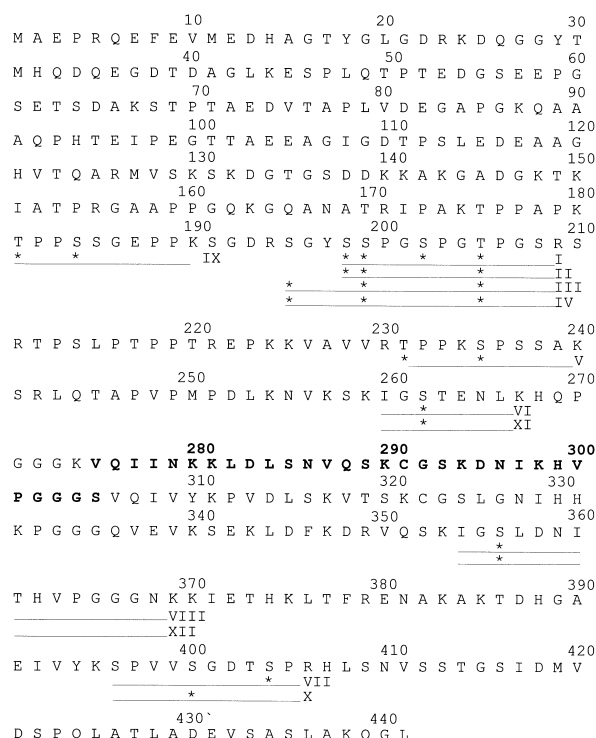 10 20 30
M A E P R Q E F E V M E D H A G T Y G L G D R K D Q G G Y T
40 50 60
M H Q D Q E G D T D A G L K E S P L Q T P T E D G S E E P G
70 80 90
S E T S D A K S T P T A E D V T A P L V D E G A P G K Q A A
100 110 120
A Q P H T E I P E G T T A E E A G I G D T P S L E D E A A G
130 140 150
H V T Q A R M V S K S K D G T G S D D K K A K G A D G K T K
160 170 180
I A T P R G A A P P G Q K G Q A N A T R I P A K T P P A P K
190 200 210
T P P S S G E P P K S G D R S G Y S S P G S P G T P G S R S
* * IX * * * * I
* * * II
* * * III
* * * IV
220 230 240
R T P S L P T P P T R E P K K V A V V R T P P K S P S S A K
* * V
250 260 270
S R L Q T A P V P M P D L K N V K S K I G S T E N L K H Q P
* VI
* XI
280 290 300
G G G K V Q I I N K K L D L S N V Q S K C G S K D N I K H V
P G G G S V Q I V Y K P V D L S K V T S K C G S L G N I H H
310 320 330
K P G G G Q V E V K S E K L D F K D R V Q S K I G S L D N I
340 350 360
*
*
T H V P G G G N K K I E T H K L T F R E N A K A K T D H G A
370 380 390
VIII
XII
400 410 420
E I V Y K S P V V S G D T S P R H L S N V S S T G S I D M V
* VII
* X
430` 440
D S P Q L A T L A D E V S A S L A K Q G L